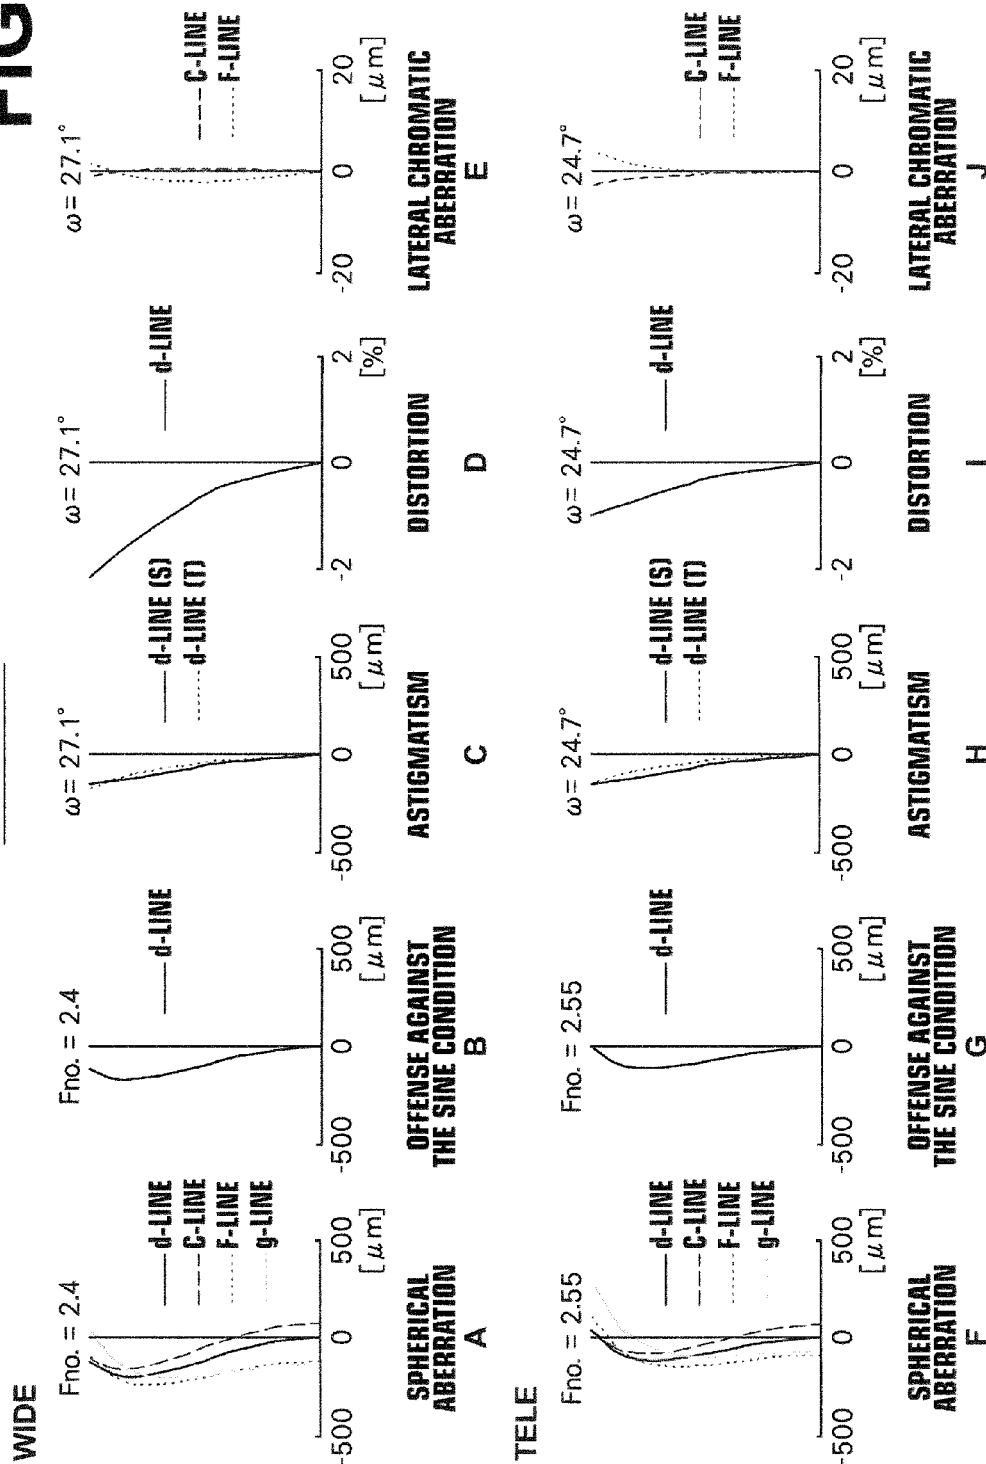 FIG
WIDE
Fno. = 2.4
d-LINE
C-LINE
F-LINE
g-LINE
-500 0 500
[μm]
SPHERICAL
ABERRATION
A
Fno. = 2.4
d-LINE
-500 0 500
[μm]
OFFENSE AGAINST
THE SINE CONDITION
B
ω= 27.1°
d-LINE (S)
d-LINE (T)
-500 0 500
[μm]
ASTIGMATISM
C
ω= 27.1°
d-LINE
-2 0 2
[%]
DISTORTION
D
ω= 27.1°
C-LINE
F-LINE
-20 0 20
[μm]
LATERAL CHROMATIC
ABERRATION
E
TELE
Fno. = 2.55
d-LINE
C-LINE
F-LINE
g-LINE
-500 0 500
[μm]
SPHERICAL
ABERRATION
F
Fno. = 2.55
d-LINE
-500 0 500
[μm]
OFFENSE AGAINST
THE SINE CONDITION
G
ω= 24.7°
d-LINE (S)
d-LINE (T)
-500 0 500
[μm]
ASTIGMATISM
H
ω= 24.7°
d-LINE
-2 0 2
[%]
DISTORTION
I
ω= 24.7°
C-LINE
F-LINE
-20 0 20
[μm]
LATERAL CHROMATIC
ABERRATION
J